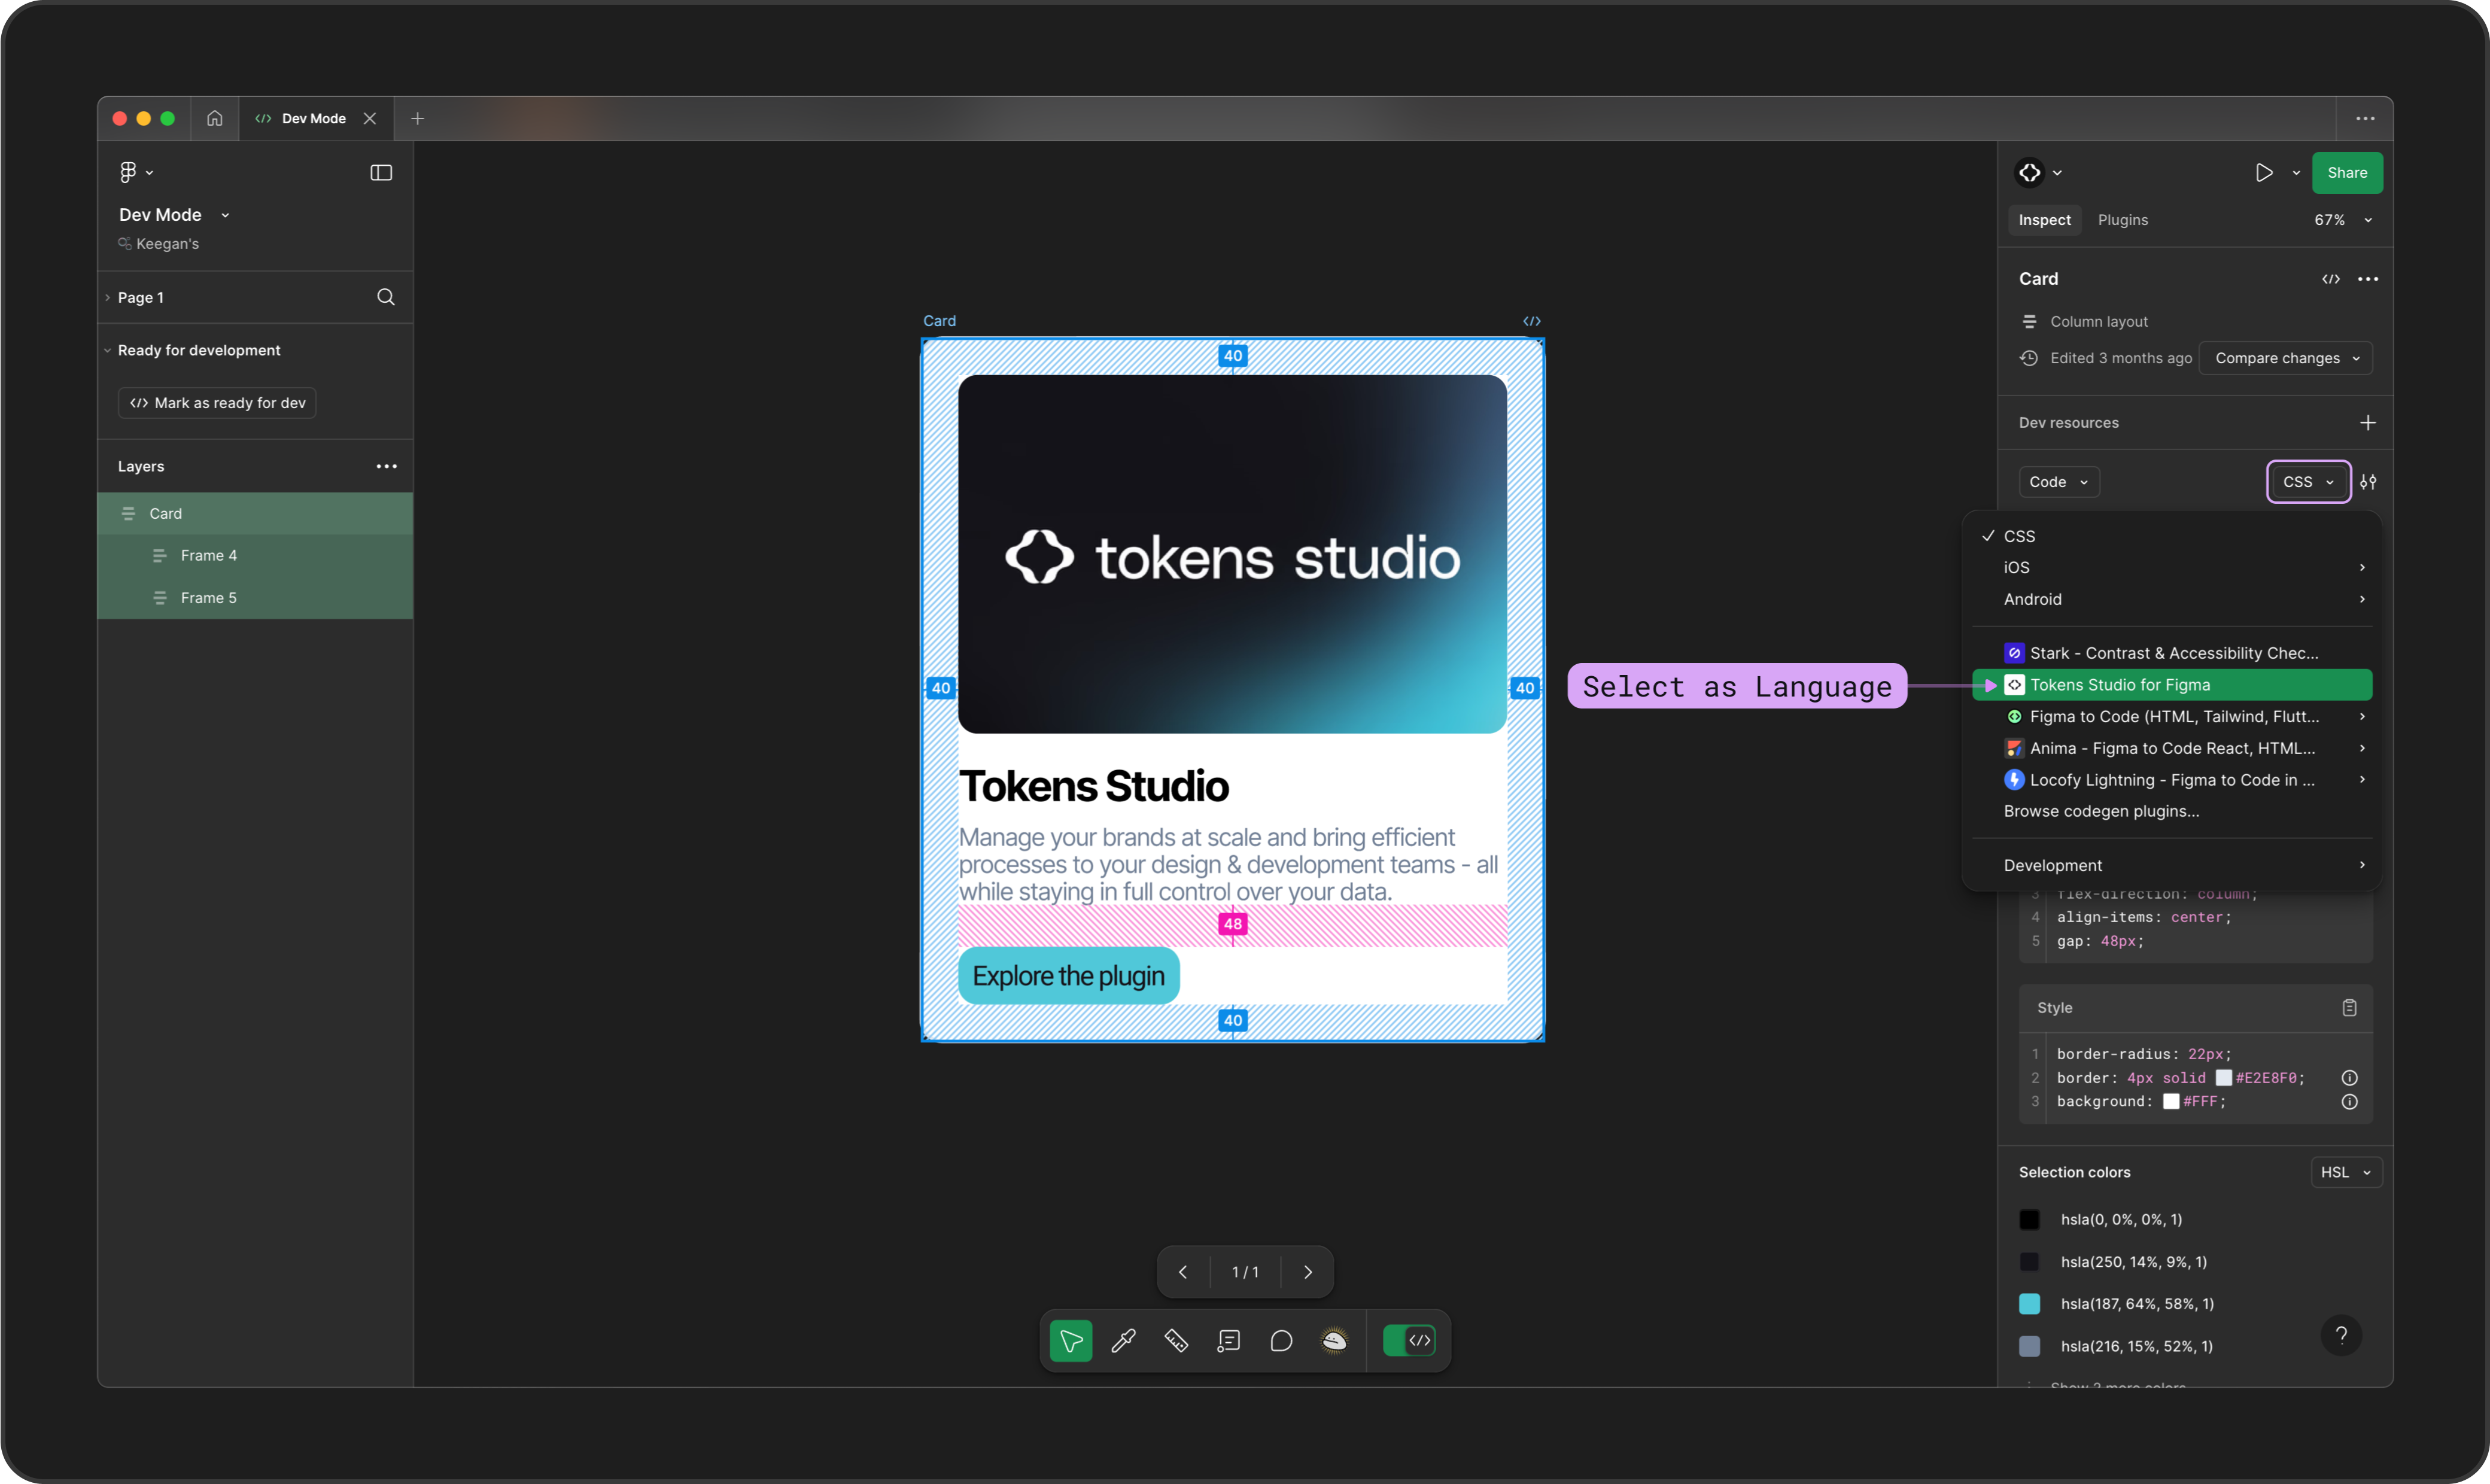 Dev Mode
Dev Mode
Keegan's
Page 1
Ready for development
Mark as ready for dev
Layers
Card
Frame 4
Frame 5
Card
40
tokens studio
40
40
Tokens Studio
Manage your brands at scale and bring efficient
processes to your design & development teams - all
while staying in full control over your data.
48
Explore the plugin
40
Select as Language
1 / 1
Share
Inspect Plugins 67%
Card
Column layout
Edited 3 months ago Compare changes
Dev resources
Code CSS
CSS
iOS
Android
Stark - Contrast & Accessibility Chec...
Tokens Studio for Figma
Figma to Code (HTML, Tailwind, Flutt...
Anima - Figma to Code React, HTML...
Locofy Lightning - Figma to Code in ...
Browse codegen plugins...
Development
3 flex-direction: column;
4 align-items: center;
5 gap: 48px;
Style
1 border-radius: 22px;
2 border: 4px solid #E2E8F0;
3 background: #FFF;
Selection colors HSL
hsla(0, 0%, 0%, 1)
hsla(250, 14%, 9%, 1)
hsla(187, 64%, 58%, 1)
hsla(216, 15%, 52%, 1)
?
Show 2 more colors